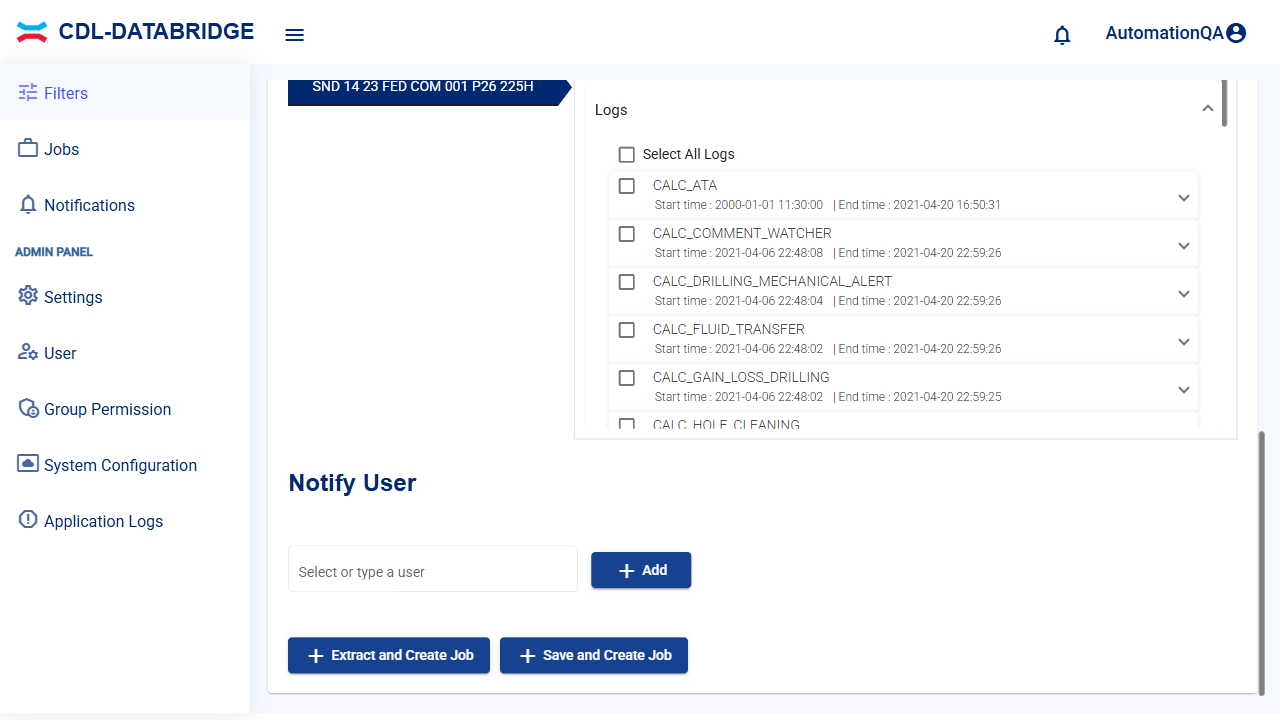 CDL-DATABRIDGE
AutomationQA
Filters
Jobs
Notifications
ADMIN PANEL
Settings
User
Group Permission
System Configuration
Application Logs
SND 14 23 FED COM 001 P26 225H
Logs
Select All Logs
CALC_ATA
Start time : 2000-01-01 11:30:00 | End time : 2021-04-20 16:50:31
CALC_COMMENT_WATCHER
Start time : 2021-04-06 22:48:08 | End time : 2021-04-20 22:59:26
CALC_DRILLING_MECHANICAL_ALERT
Start time : 2021-04-06 22:48:04 | End time : 2021-04-20 22:59:26
CALC_FLUID_TRANSFER
Start time : 2021-04-06 22:48:02 | End time : 2021-04-20 22:59:26
CALC_GAIN_LOSS_DRILLING
Start time : 2021-04-06 22:48:02 | End time : 2021-04-20 22:59:25
CALC_HOLE_CLEANING
Notify User
Select or type a user
Add
Extract and Create Job
Save and Create Job